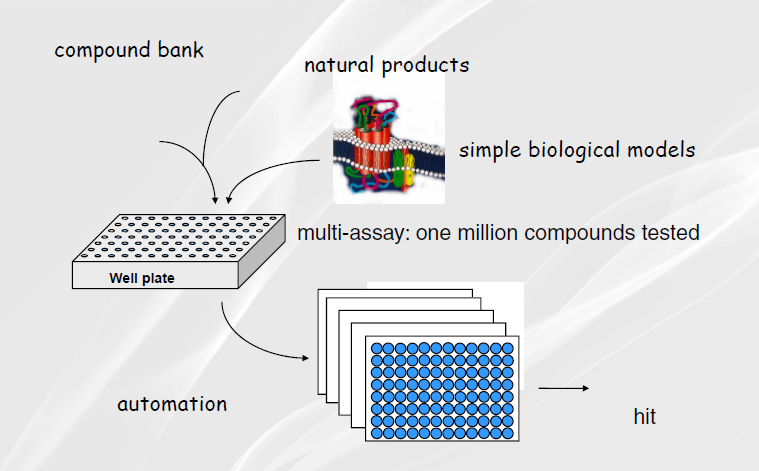 compound bank
natural products
simple biological models
multi-assay: one million compounds tested
Well plate
automation
hit